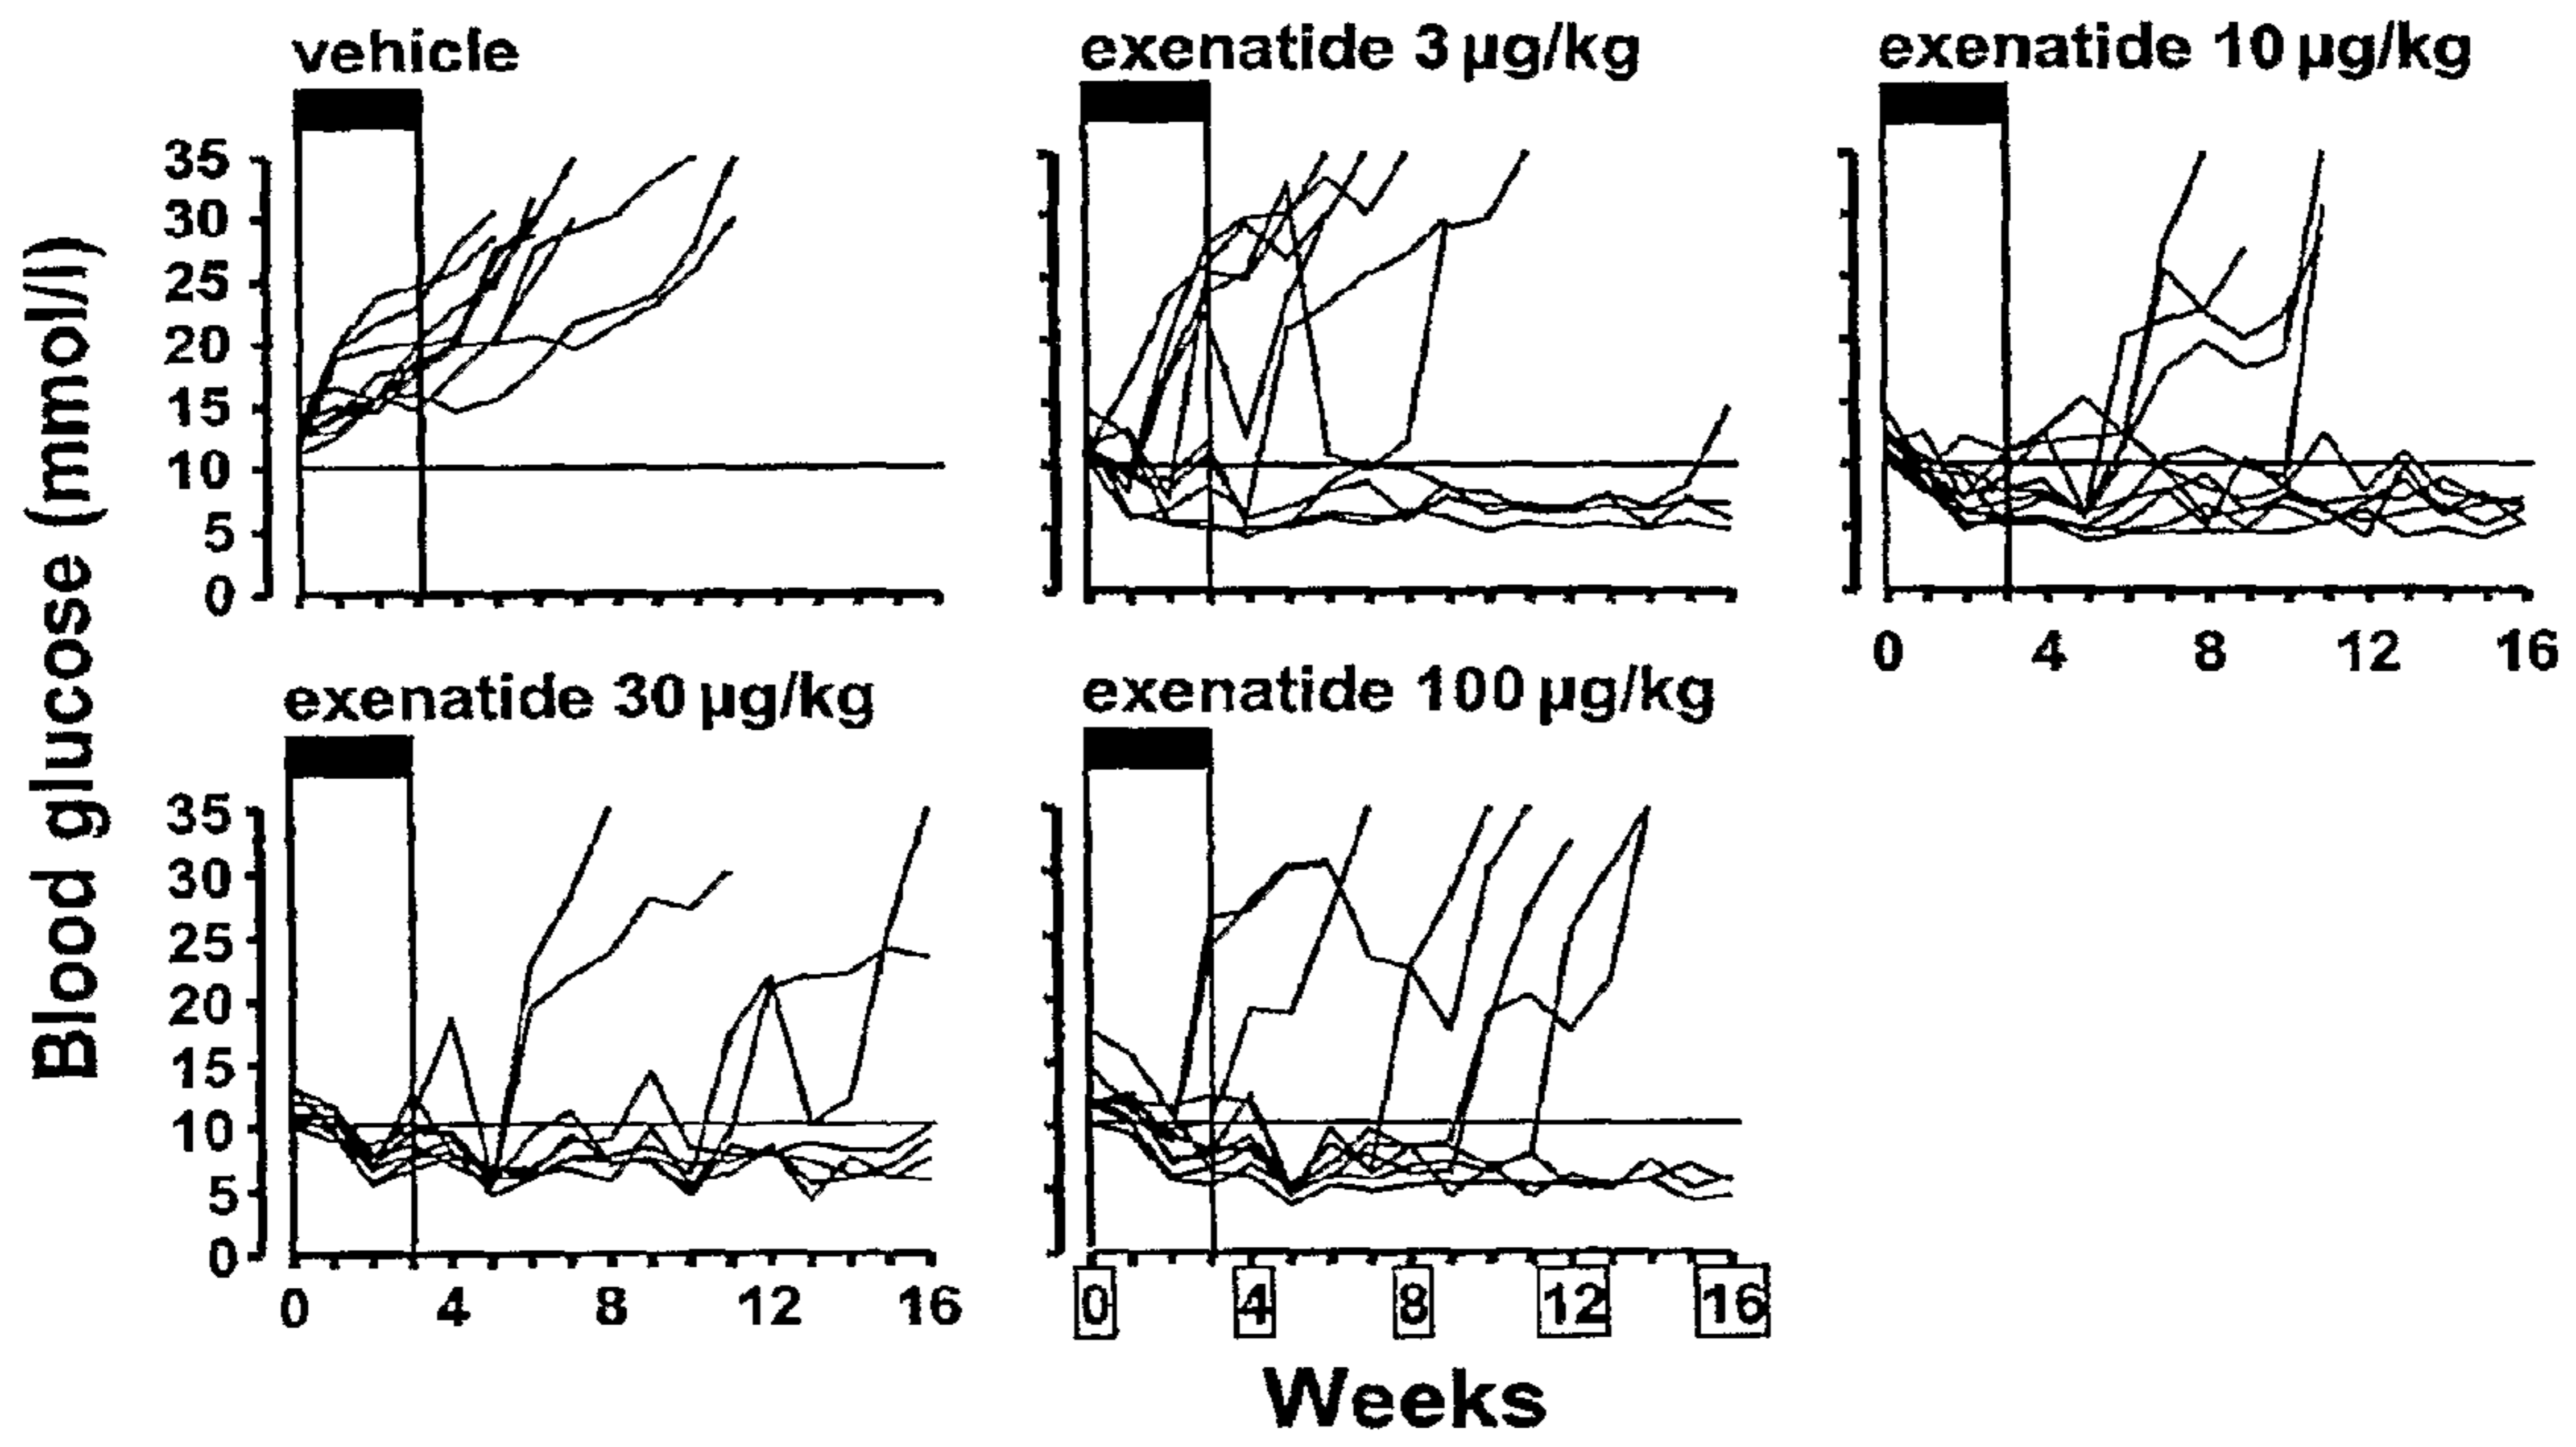 vehicle
exenatide 3 µg/kg
exenatide 10 µg/kg
35
30
25
20
15
10
5
0
0 4 8 12 16
exenatide 30 µg/kg
exenatide 100 µg/kg
35
30
25
20
15
10
5
0
0 4 8 12 16
0 4 8 12 16
Blood glucose (mmol/l)
Weeks